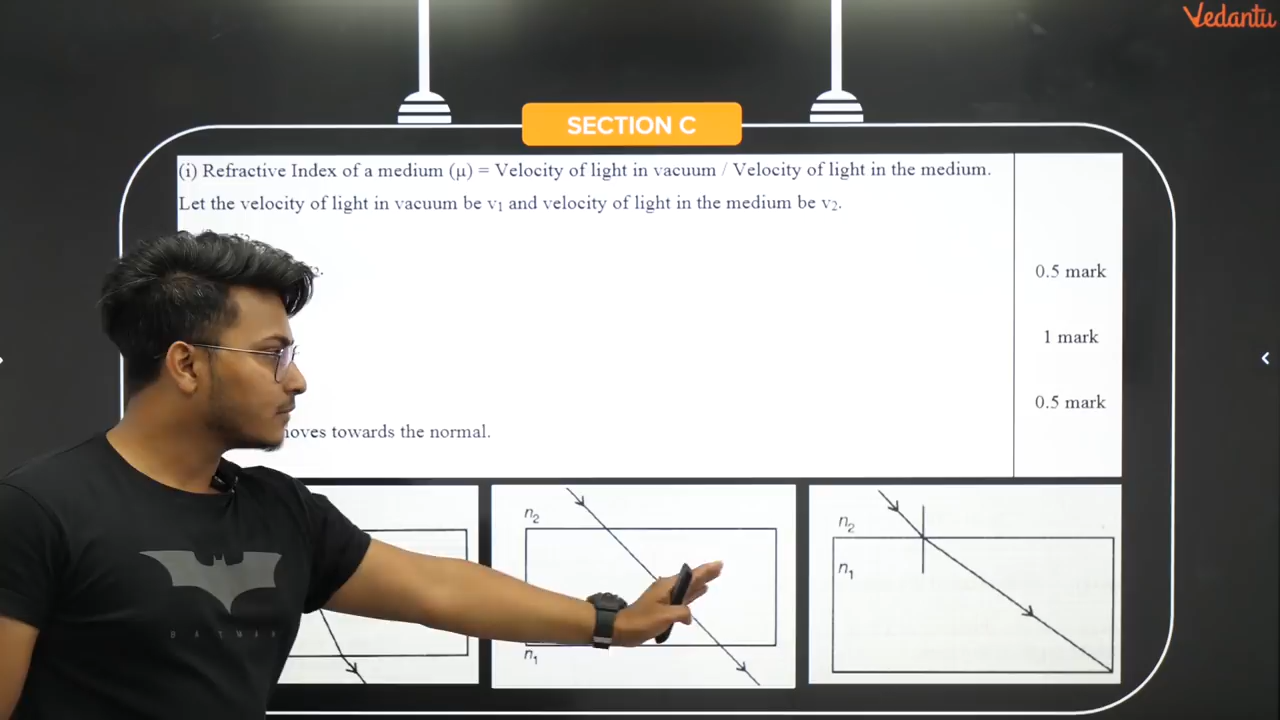 Vedantu
SECTION C
(i) Refractive Index of a medium (μ) = Velocity of light in vacuum / Velocity of light in the medium.
Let the velocity of light in vacuum be v₁ and velocity of light in the medium be v₂.
0.5 mark
1 mark
0.5 mark
towards the normal.
n₂
n₁
n₂
n₁
BATMAN